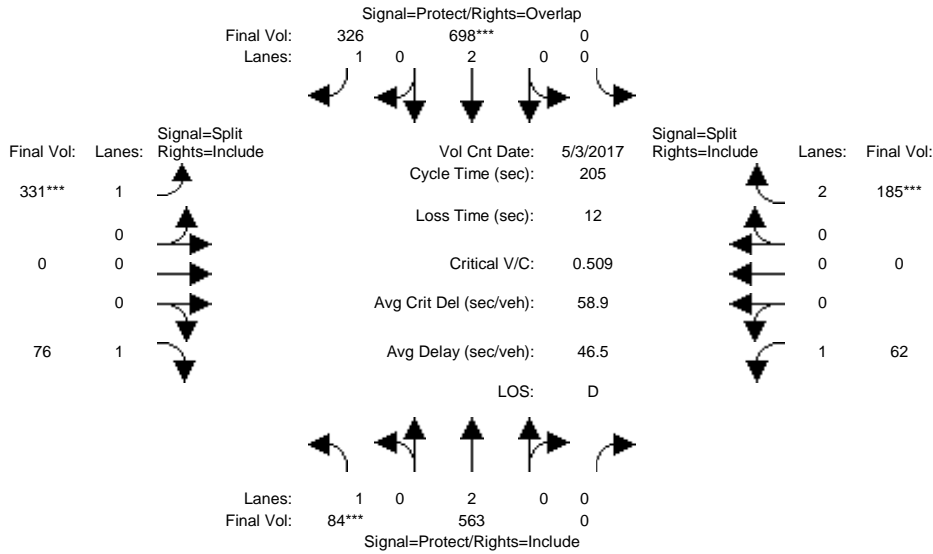 Signal=Protect/Rights=Overlap
Final Vol: 326 698*** 0
Lanes: 1 0 2 0 0
Signal=Split Signal=Split
Final Vol: Lanes: Rights=Include Vol Cnt Date: 5/3/2017 Rights=Include Lanes: Final Vol:
Cycle Time (sec): 205
331*** 1 2 185***
Loss Time (sec): 12
0 0
0 0 Critical V/C: 0.509 0 0
0 Avg Crit Del (sec/veh): 58.9 0
76 1 Avg Delay (sec/veh): 46.5 1 62
LOS: D
Lanes: 1 0 2 0 0
Final Vol: 84*** 563 0
Signal=Protect/Rights=Include